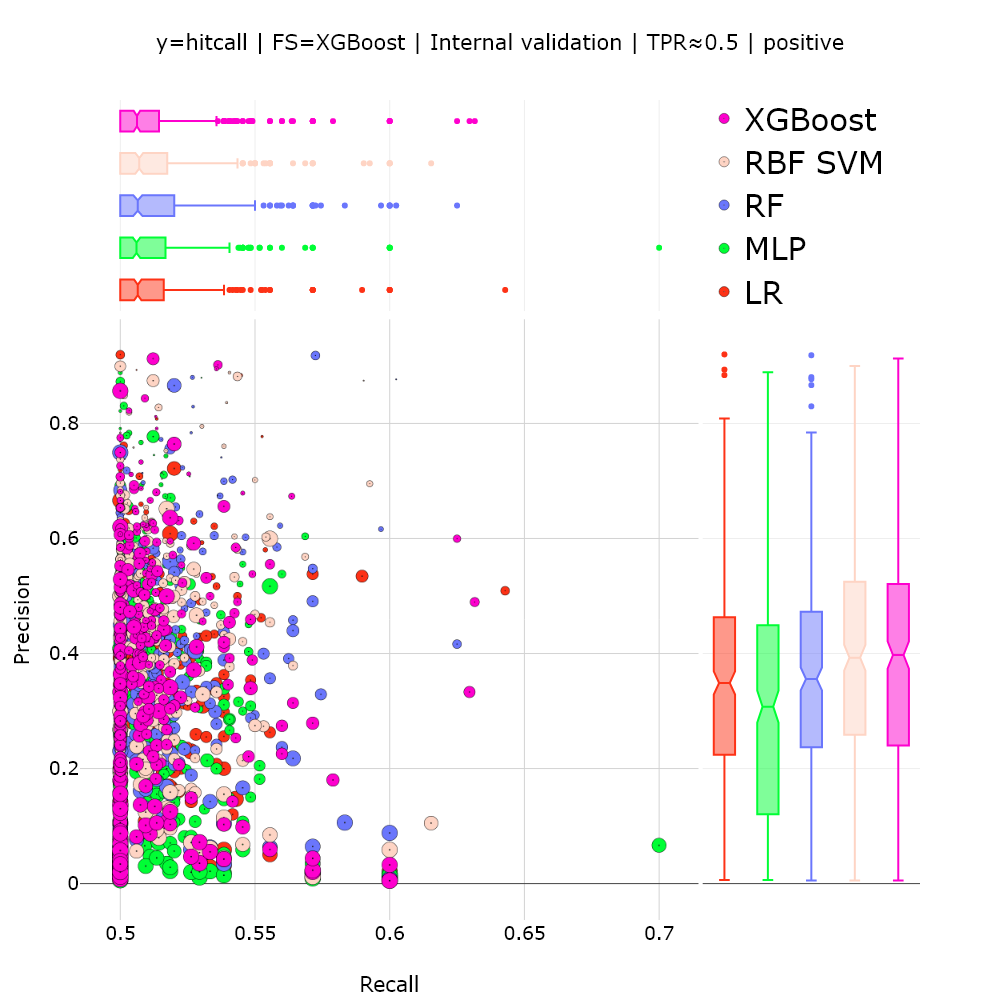 y=hitcall | FS=XGBoost | Internal validation | TPR≈0.5 | positive
XGBoost
RBF SVM
RF
MLP
LR
0.8
0.6
0.4
0.2
0
Precision
0.5
0.55
0.6
0.65
0.7
Recall